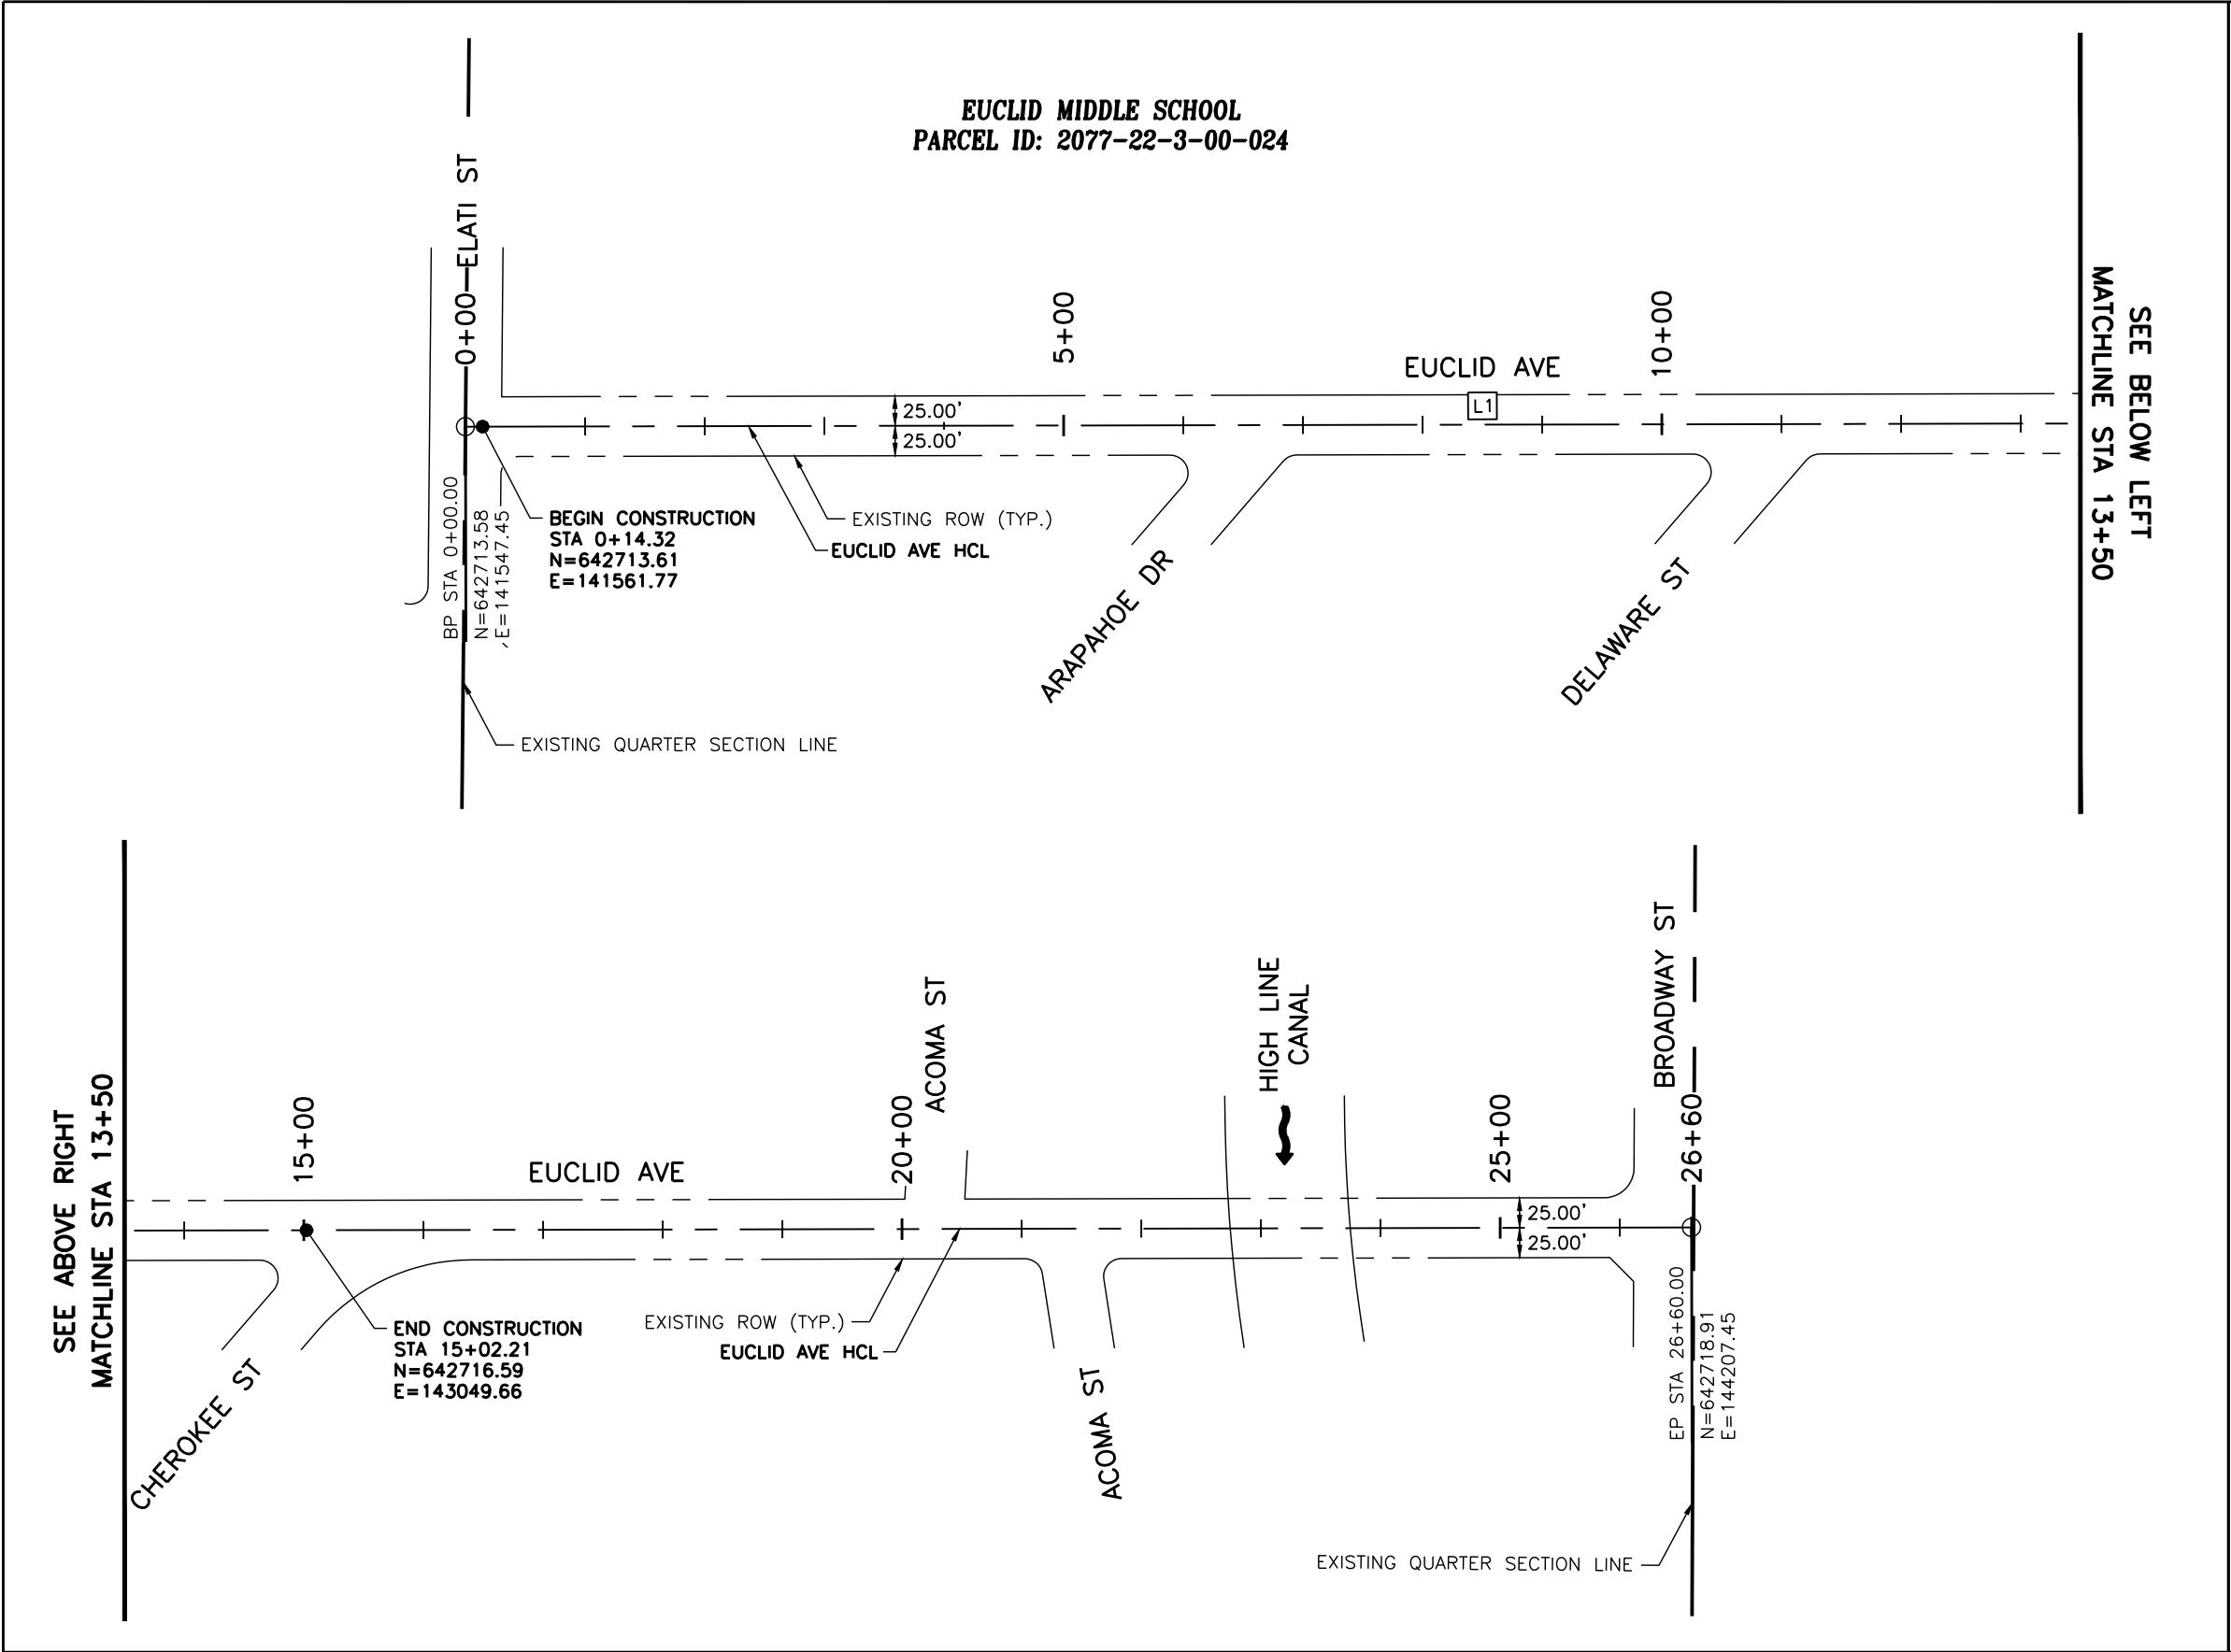 EUCLID MIDDLE SCHOOL
PARCEL ID: 2077-22-3-00-024
ELATI ST
0+00
5+00
10+00
EUCLID AVE
L1
25.00'
25.00'
SEE BELOW LEFT
MATCHLINE STA 13+50
BP STA 0+00.00
N=642713.58
E=141547.45
BEGIN CONSTRUCTION
STA 0+14.32
N=642713.61
E=141561.77
EXISTING ROW (TYP.)
EUCLID AVE HCL
ARAPAHOE DR
DELAWARE ST
EXISTING QUARTER SECTION LINE
SEE ABOVE RIGHT
MATCHLINE STA 13+50
15+00
EUCLID AVE
20+00
ACOMA ST
HIGH LINE
CANAL
25+00
BROADWAY ST
26+60
25.00'
25.00'
CHEROKEE ST
END CONSTRUCTION
STA 15+02.21
N=642716.59
E=143049.66
EXISTING ROW (TYP.)
EUCLID AVE HCL
ACOMA ST
EP STA 26+60.00
N=642718.91
E=144207.45
EXISTING QUARTER SECTION LINE